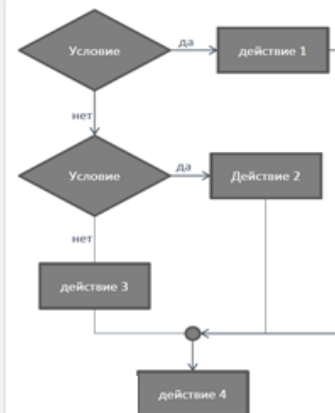 Условие
да
действие 1
нет
Условие
да
Действие 2
нет
действие 3
действие 4